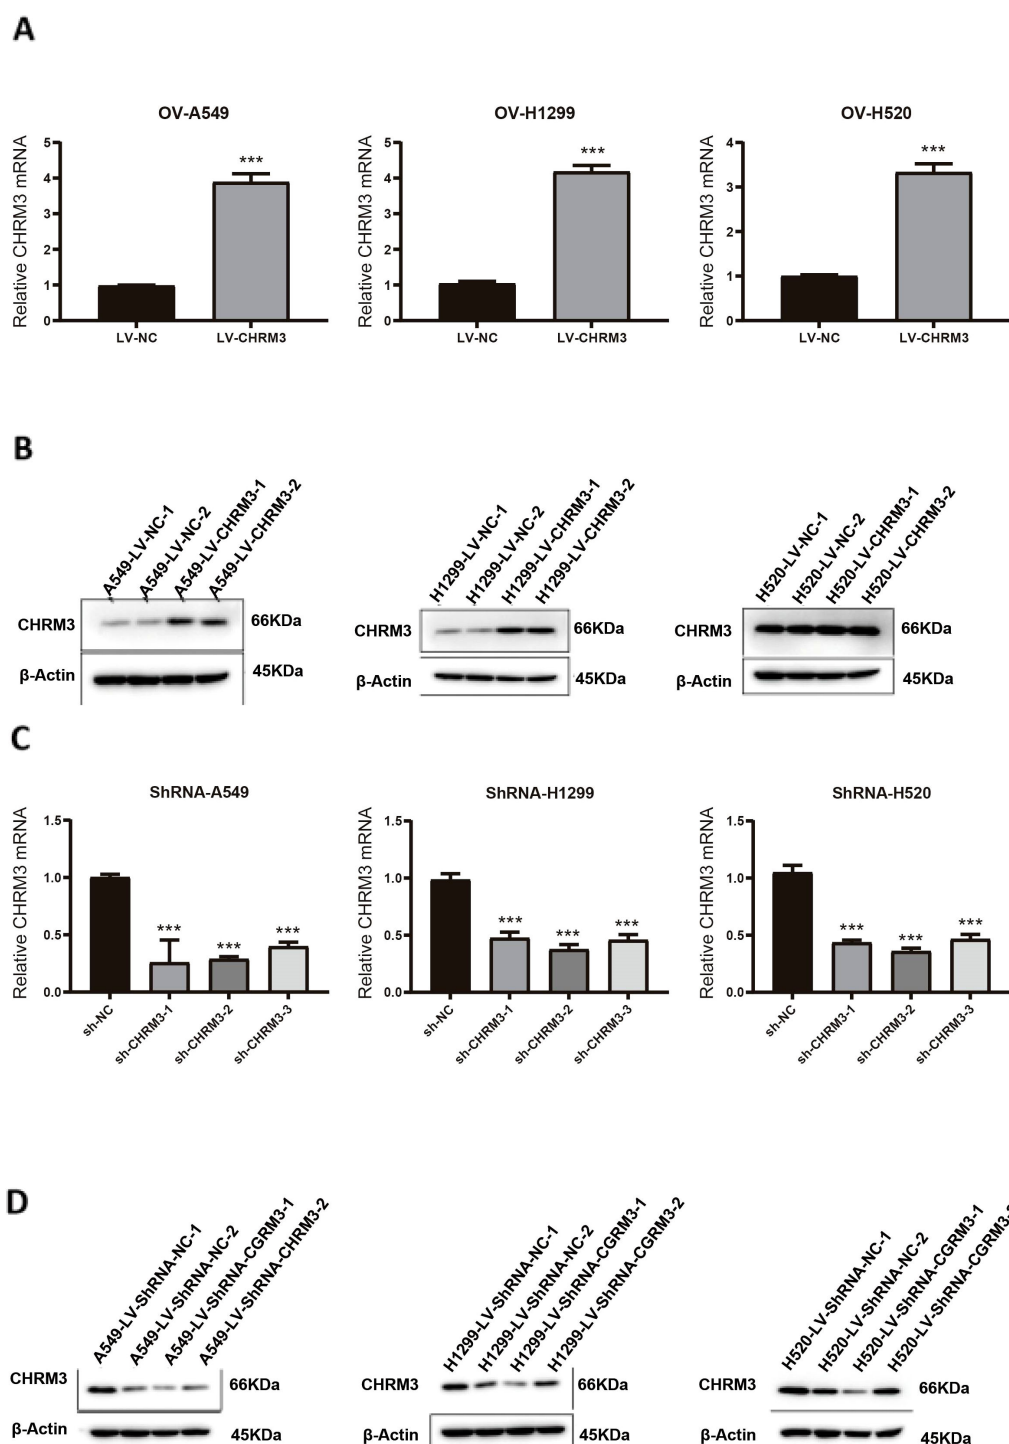 A
OV-A549
OV-H1299
OV-H520
Relative CHRM3 mRNA
5
4
3
2
1
0
***
LV-NC
LV-CHRM3
Relative CHRM3 mRNA
5
4
3
2
1
0
***
LV-NC
LV-CHRM3
Relative CHRM3 mRNA
4
3
2
1
0
***
LV-NC
LV-CHRM3
B
A549-LV-NC-1
A549-LV-NC-2
A549-LV-CHRM3-1
A549-LV-CHRM3-2
CHRM3
66KDa
β-Actin
45KDa
H1299-LV-NC-1
H1299-LV-NC-2
H1299-LV-CHRM3-1
H1299-LV-CHRM3-2
CHRM3
66KDa
β-Actin
45KDa
H520-LV-NC-1
H520-LV-NC-2
H520-LV-CHRM3-1
H520-LV-CHRM3-2
CHRM3
66KDa
β-Actin
45KDa
C
ShRNA-A549
ShRNA-H1299
ShRNA-H520
Relative CHRM3 mRNA
1.5
1.0
0.5
0.0
***
***
***
sh-NC
sh-CHRM3-1
sh-CHRM3-2
sh-CHRM3-3
Relative CHRM3 mRNA
1.5
1.0
0.5
0.0
***
***
***
sh-NC
sh-CHRM3-1
sh-CHRM3-2
sh-CHRM3-3
Relative CHRM3 mRNA
1.5
1.0
0.5
0.0
***
***
***
sh-NC
sh-CHRM3-1
sh-CHRM3-2
sh-CHRM3-3
D
A549-LV-ShRNA-NC-1
A549-LV-ShRNA-NC-2
A549-LV-ShRNA-CGRM3-1
A549-LV-ShRNA-CHRM3-2
CHRM3
66KDa
β-Actin
45KDa
H1299-LV-ShRNA-NC-1
H1299-LV-ShRNA-NC-2
H1299-LV-ShRNA-CGRM3-1
H1299-LV-ShRNA-CGRM3-2
CHRM3
66KDa
β-Actin
45KDa
H520-LV-ShRNA-NC-1
H520-LV-ShRNA-NC-2
H520-LV-ShRNA-CGRM3-1
CHRM3
66KDa
β-Actin
45KDa